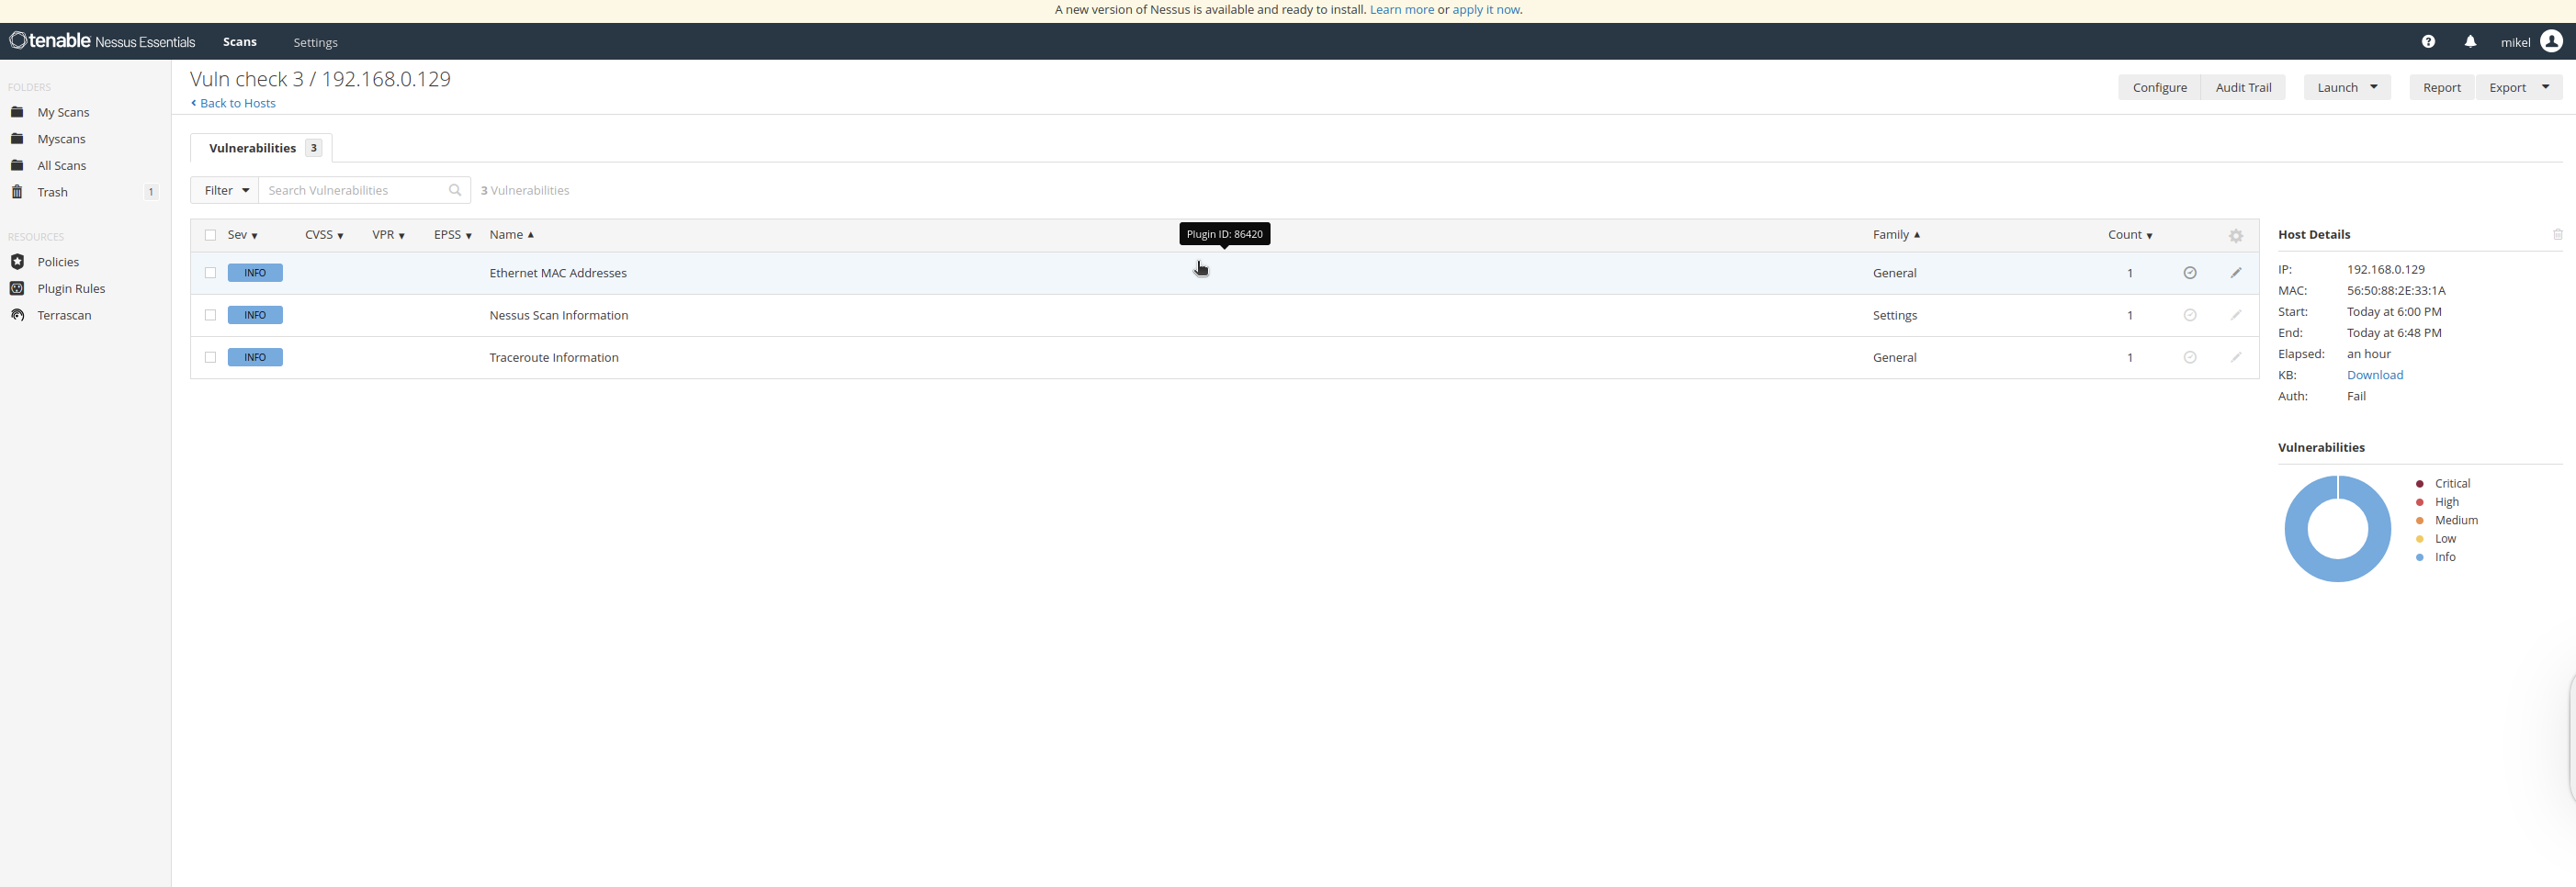 A new version of Nessus is available and ready to install. Learn more or apply it now.
tenable Nessus Essentials Scans Settings mikel
FOLDERS
My Scans
Myscans
All Scans
Trash 1
RESOURCES
Policies
Plugin Rules
Terrascan
Vuln check 3 / 192.168.0.129
Back to Hosts
Configure Audit Trail Launch Report Export
Vulnerabilities 3
Filter Search Vulnerabilities 3 Vulnerabilities
Sev CVSS VPR EPSS Name Plugin ID: 86420 Family Count
INFO Ethernet MAC Addresses General 1
INFO Nessus Scan Information Settings 1
INFO Traceroute Information General 1
Host Details
IP: 192.168.0.129
MAC: 56:50:88:2E:33:1A
Start: Today at 6:00 PM
End: Today at 6:48 PM
Elapsed: an hour
KB: Download
Auth: Fail
Vulnerabilities
Critical
High
Medium
Low
Info